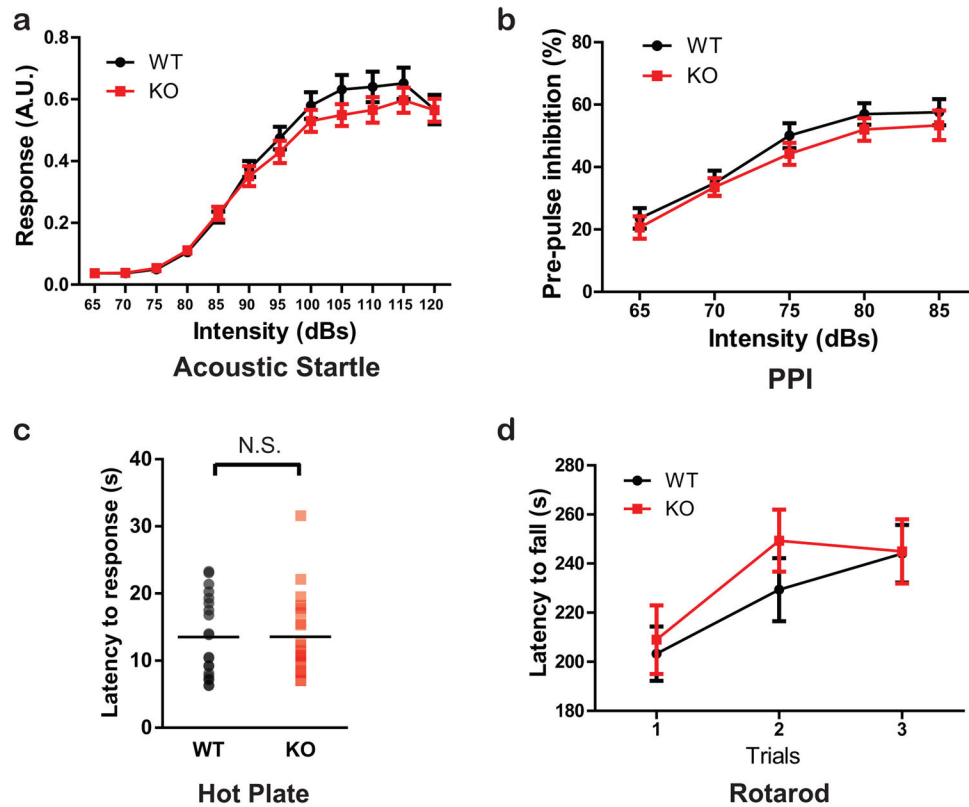 a
WT
KO
Response (A.U.)
0.8
0.6
0.4
0.2
0.0
65 70 75 80 85 90 95 100 105 110 115 120
Intensity (dBs)
Acoustic Startle
b
WT
KO
Pre-pulse inhibition (%)
80
60
40
20
0
65 70 75 80 85
Intensity (dBs)
PPI
c
N.S.
Latency to response (s)
40
30
20
10
0
WT KO
Hot Plate
d
WT
KO
Latency to fall (s)
280
260
240
220
200
180
1 2 3
Trials
Rotarod